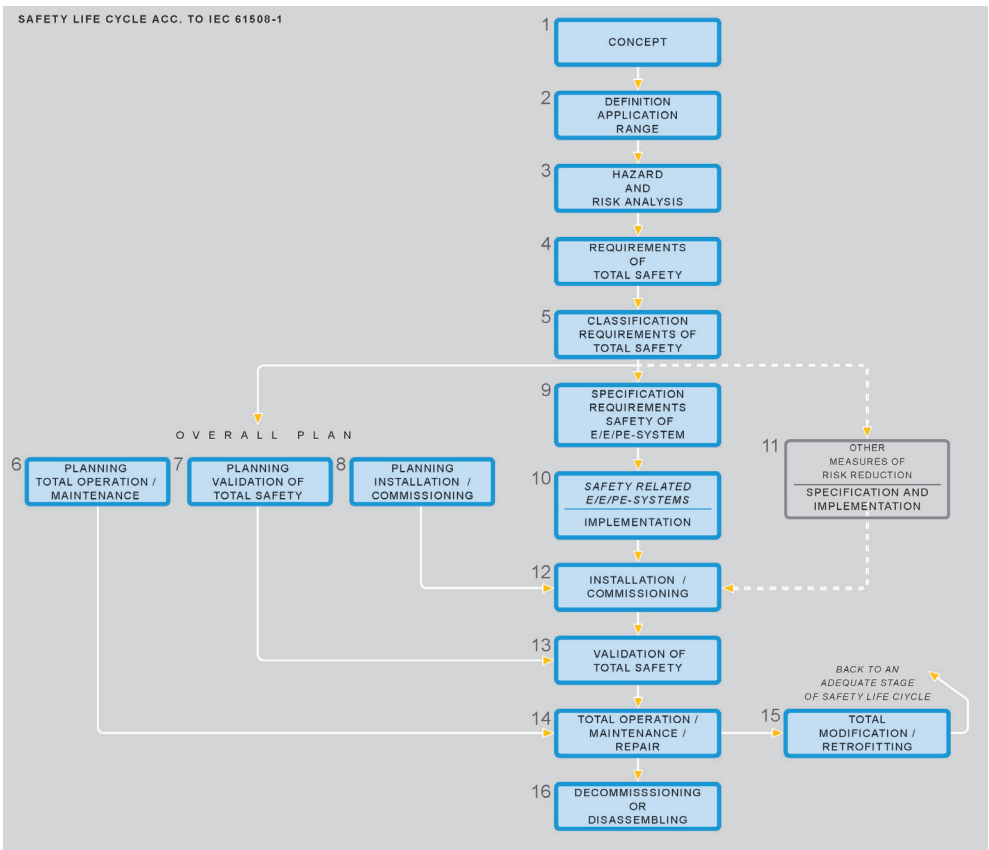 SAFETY LIFE CYCLE ACC. TO IEC 61508-1
1
CONCEPT
2
DEFINITION
APPLICATION
RANGE
3
HAZARD
AND
RISK ANALYSIS
4
REQUIREMENTS
OF
TOTAL SAFETY
5
CLASSIFICATION
REQUIREMENTS OF
TOTAL SAFETY
9
SPECIFICATION
REQUIREMENTS
SAFETY OF
E/E/PE-SYSTEM
OVERALL PLAN
6
PLANNING
TOTAL OPERATION /
MAINTENANCE
7
PLANNING
VALIDATION OF
TOTAL SAFETY
8
PLANNING
INSTALLATION /
COMMISSIONING
10
SAFETY RELATED
E/E/PE-SYSTEMS
IMPLEMENTATION
11
OTHER
MEASURES OF
RISK REDUCTION
SPECIFICATION AND
IMPLEMENTATION
12
INSTALLATION /
COMMISSIONING
13
VALIDATION OF
TOTAL SAFETY
BACK TO AN
ADEQUATE STAGE
OF SAFETY LIFE CIYCLE
14
TOTAL OPERATION /
MAINTENANCE /
REPAIR
15
TOTAL
MODIFICATION /
RETROFITTING
16
DECOMMISSSIONING
OR
DISASSEMBLING